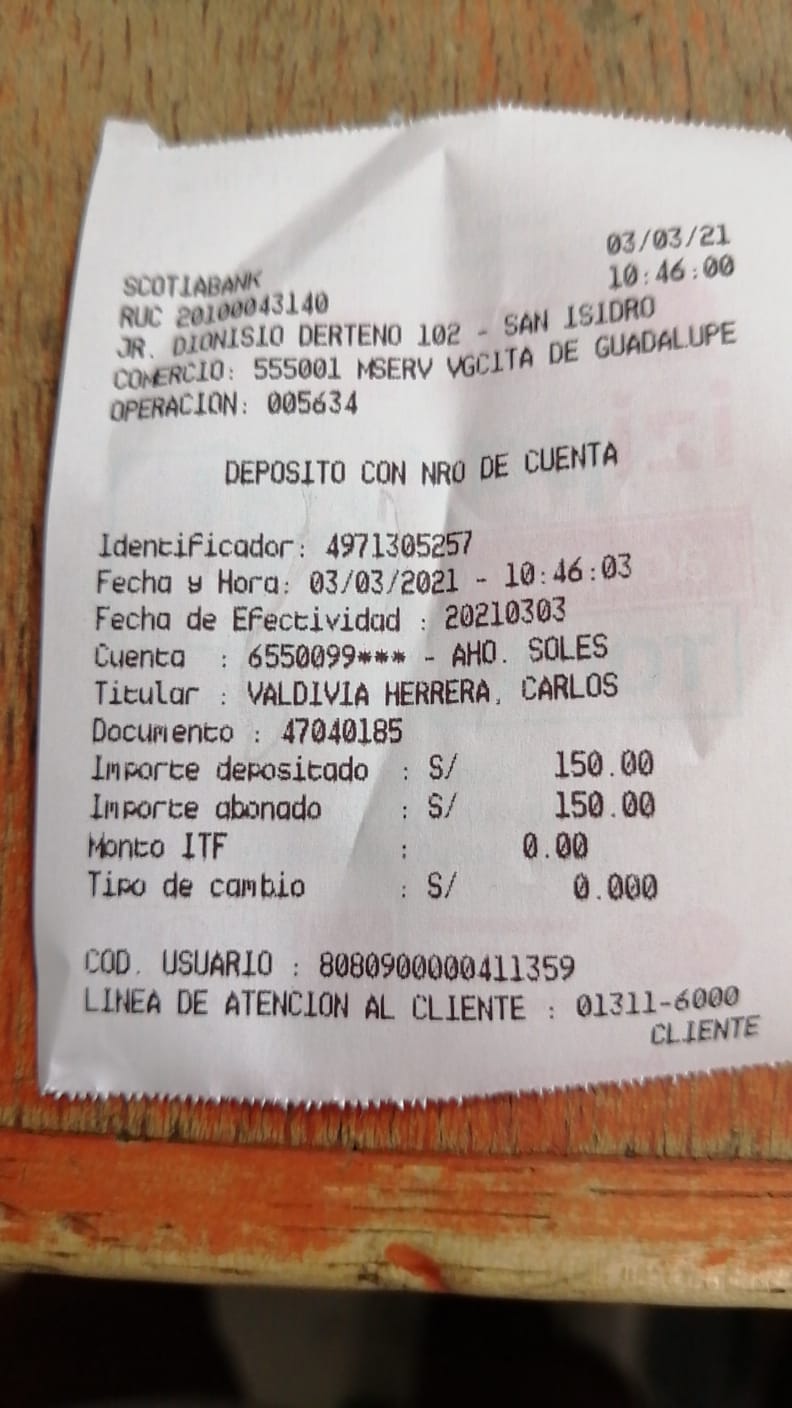 03/03/21
SCOTIABANK 10:46:00
RUC 20100043140
JR. DIONISIO DERTENO 102 - SAN ISIDRO
COMERCIO: 555001 MSERV VGCITA DE GUADALUPE
OPERACION: 005634
DEPOSITO CON NRO DE CUENTA
Identificador: 4971305257
Fecha y Hora: 03/03/2021 - 10:46:03
Fecha de Efectividad : 20210303
Cuenta : 6550099*** - AHO. SOLES
Titular : VALDIVIA HERRERA, CARLOS
Documento : 47040185
Importe depositado : S/ 150.00
Importe abonado : S/ 150.00
Monto ITF : 0.00
Tipo de cambio : S/ 0.000
COD. USUARIO : 8080900000411359
LINEA DE ATENCION AL CLIENTE : 01311-6000
CLIENTE